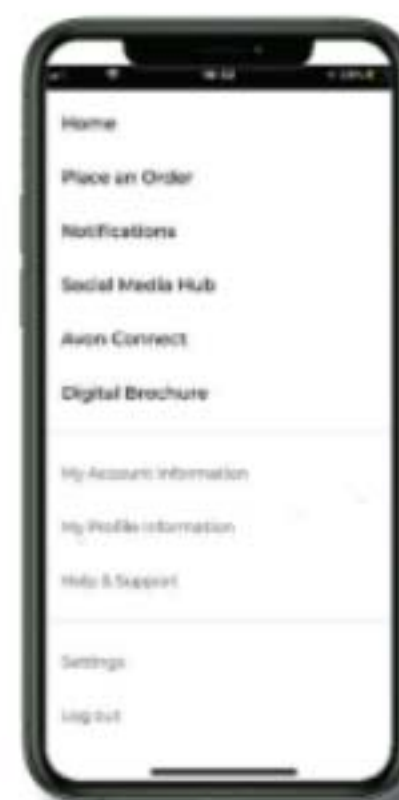 Home
Place an Order
Notifications
Social Media Hub
Avon Connect
Digital Brochure
My Account Information
My Profile Information
Help & Support
Settings
Log out